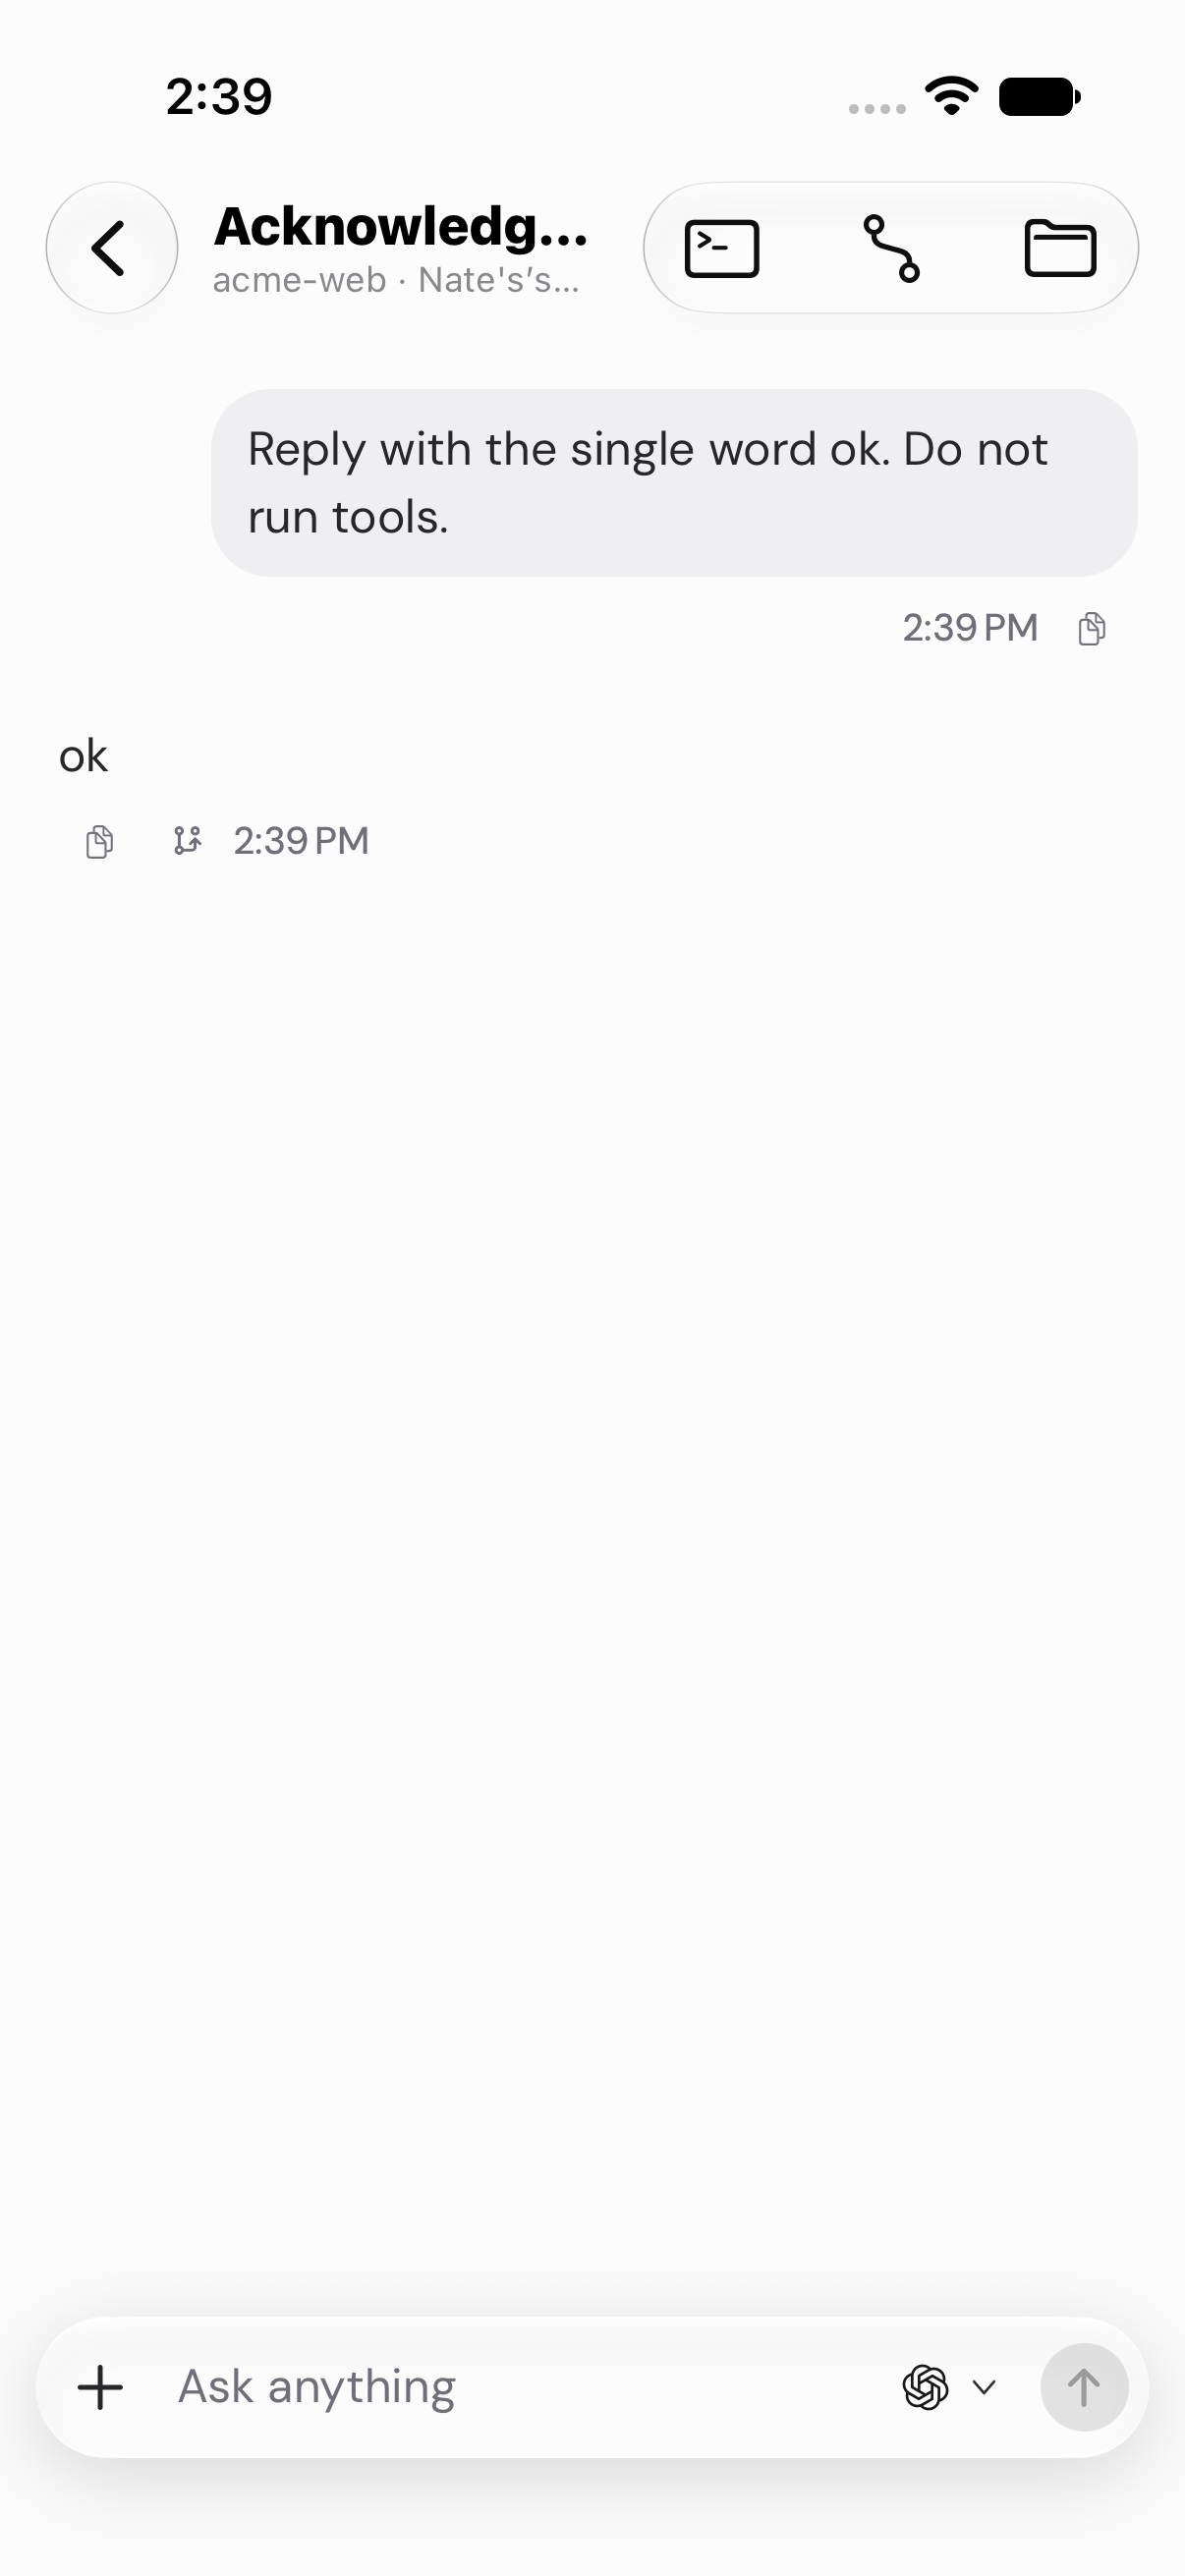 2:39
Acknowledg...
acme-web · Nate's’s...
Reply with the single word ok. Do not
run tools.
2:39 PM
ok
2:39 PM
Ask anything